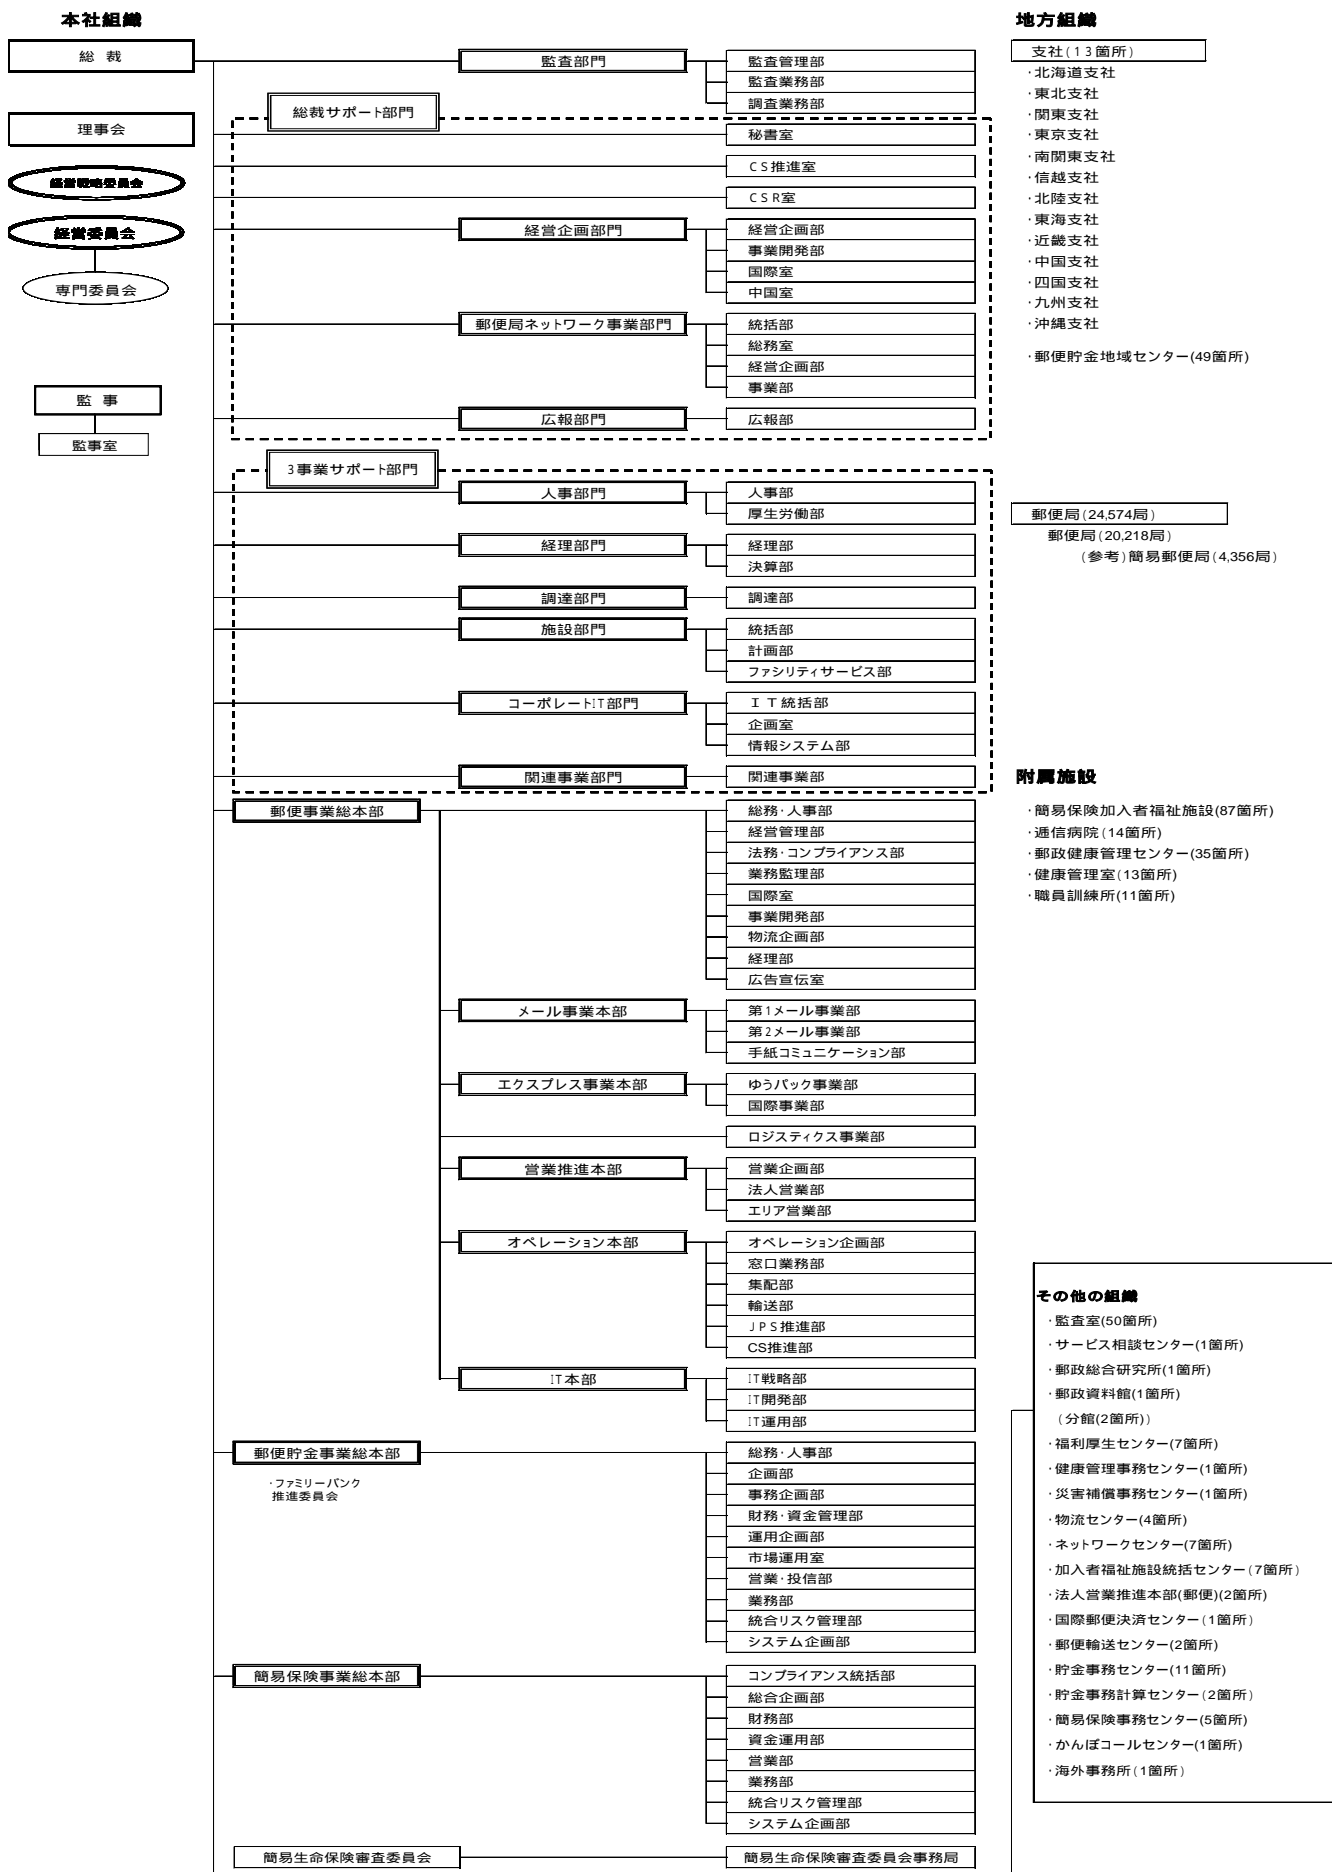 本社組織
総 裁
理事会
経営戦略委員会
経営委員会
専門委員会
監 事
監事室
監査部門
監査管理部
監査業務部
調査業務部
総裁サポート部門
秘書室
CS推進室
CSR室
経営企画部門
経営企画部
事業開発部
国際室
中国室
郵便局ネットワーク事業部門
統括部
総務室
経営企画部
事業部
広報部門
広報部
3事業サポート部門
人事部門
人事部
厚生労働部
経理部門
経理部
決算部
調達部門
調達部
施設部門
統括部
計画部
ファシリティサービス部
コーポレートIT部門
IT統括部
企画室
情報システム部
関連事業部門
関連事業部
郵便事業総本部
総務・人事部
経営管理部
法務・コンプライアンス部
業務監理部
国際室
事業開発部
物流企画部
経理部
広告宣伝室
メール事業本部
第1メール事業部
第2メール事業部
手紙コミュニケーション部
エクスプレス事業本部
ゆうパック事業部
国際事業部
ロジスティクス事業部
営業推進本部
営業企画部
法人営業部
エリア営業部
オペレーション本部
オペレーション企画部
窓口業務部
集配部
輸送部
JPS推進部
CS推進部
IT本部
IT戦略部
IT開発部
IT運用部
郵便貯金事業総本部
・ファミリーバンク
推進委員会
総務・人事部
企画部
事務企画部
財務・資金管理部
運用企画部
市場運用室
営業・投信部
業務部
統合リスク管理部
システム企画部
簡易保険事業総本部
コンプライアンス統括部
総合企画部
財務部
資金運用部
営業部
業務部
統合リスク管理部
システム企画部
簡易生命保険審査委員会
簡易生命保険審査委員会事務局
地方組織
支社(13箇所)
・北海道支社
・東北支社
・関東支社
・東京支社
・南関東支社
・信越支社
・北陸支社
・東海支社
・近畿支社
・中国支社
・四国支社
・九州支社
・沖縄支社
・郵便貯金地域センター(49箇所)
郵便局(24,574局)
郵便局(20,218局)
(参考)簡易郵便局(4,356局)
附属施設
・簡易保険加入者福祉施設(87箇所)
・逓信病院(14箇所)
・郵政健康管理センター(35箇所)
・健康管理室(13箇所)
・職員訓練所(11箇所)
その他の組織
・監査室(50箇所)
・サービス相談センター(1箇所)
・郵政総合研究所(1箇所)
・郵政資料館(1箇所)
(分館(2箇所))
・福利厚生センター(7箇所)
・健康管理事務センター(1箇所)
・災害補償事務センター(1箇所)
・物流センター(4箇所)
・ネットワークセンター(7箇所)
・加入者福祉施設統括センター(7箇所)
・法人営業推進本部(郵便)(2箇所)
・国際郵便決済センター(1箇所)
・郵便輸送センター(2箇所)
・貯金事務センター(11箇所)
・貯金事務計算センター(2箇所)
・簡易保険事務センター(5箇所)
・かんぽコールセンター(1箇所)
・海外事務所(1箇所)